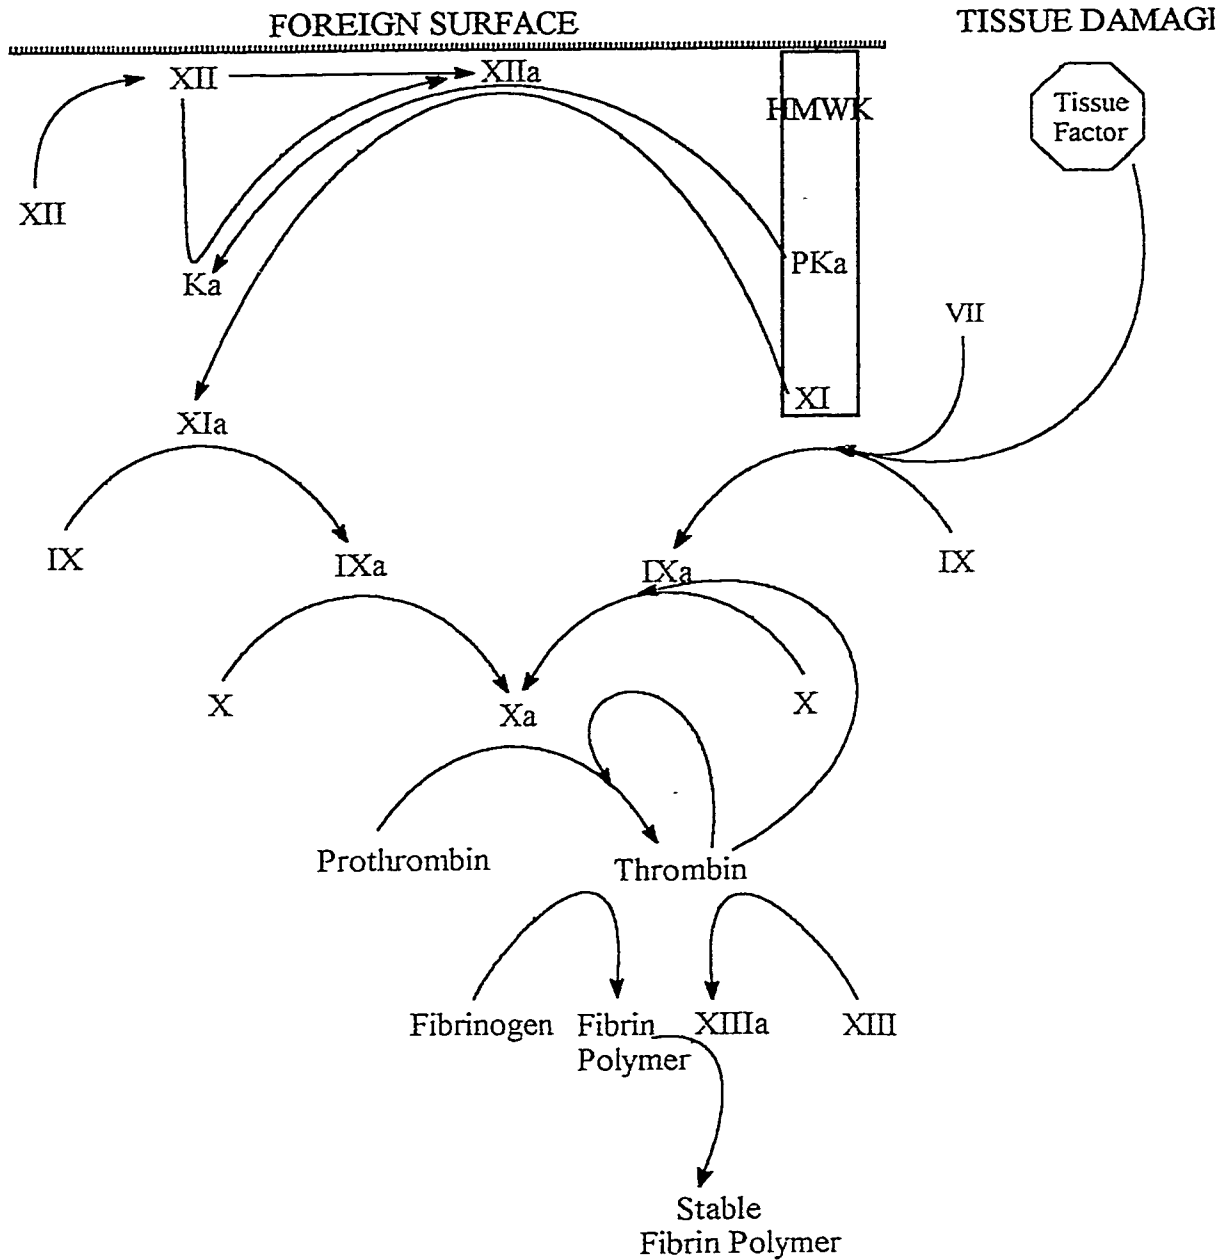 FOREIGN SURFACE
TISSUE DAMAGE
XII
XIIa
HMWK
Tissue
Factor
XII
Ka
PKa
VII
XIa
XI
IX
IXa
IXa
IX
X
Xa
X
Prothrombin
Thrombin
Fibrinogen
Fibrin
Polymer
XIIIa
XIII
Stable
Fibrin Polymer